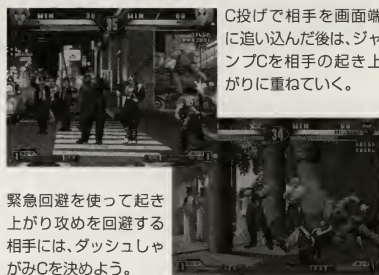 C投げで相手を画面端
に追い込んだ後は、ジャ
ンプCを相手の起き上
がりに重ねていく。
緊急回避を使って起き
上がり攻めを回避する
相手には、ダッシュしゃ
がみCを決めよう。